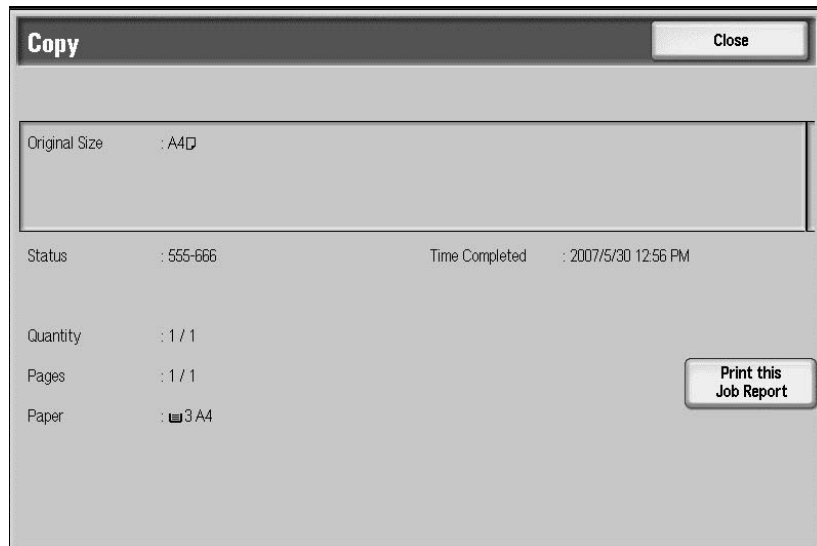 Copy
Close
Original Size : A4
Status : 555-666 Time Completed : 2007/5/30 12:56 PM
Quantity : 1 / 1
Pages : 1 / 1
Print this
Job Report
Paper : 3 A4